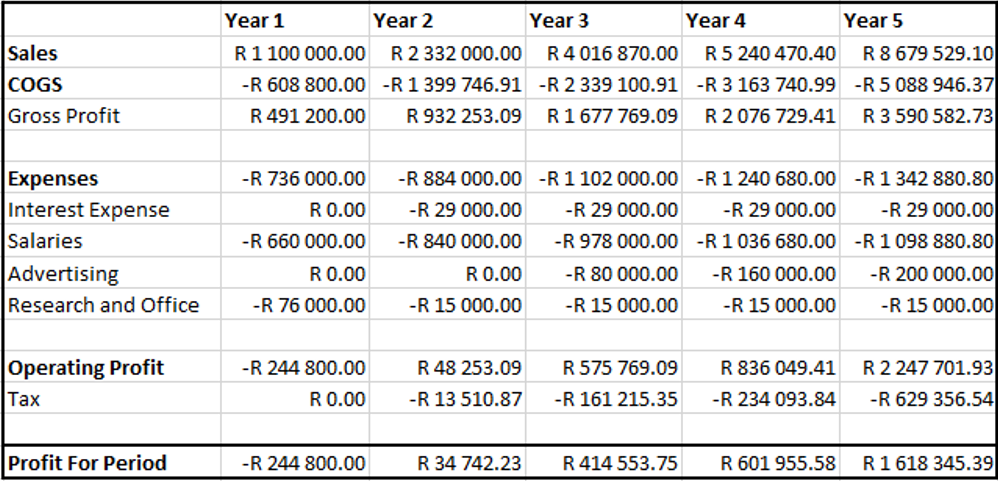 Year 1 Year 2 Year 3 Year 4 Year 5
Sales R 1 100 000.00 R 2 332 000.00 R 4 016 870.00 R 5 240 470.40 R 8 679 529.10
COGS -R 608 800.00 -R 1 399 746.91 -R 2 339 100.91 -R 3 163 740.99 -R 5 088 946.37
Gross Profit R 491 200.00 R 932 253.09 R 1 677 769.09 R 2 076 729.41 R 3 590 582.73
Expenses -R 736 000.00 -R 884 000.00 -R 1 102 000.00 -R 1 240 680.00 -R 1 342 880.80
Interest Expense R 0.00 -R 29 000.00 -R 29 000.00 -R 29 000.00 -R 29 000.00
Salaries -R 660 000.00 -R 840 000.00 -R 978 000.00 -R 1 036 680.00 -R 1 098 880.80
Advertising R 0.00 R 0.00 -R 80 000.00 -R 160 000.00 -R 200 000.00
Research and Office -R 76 000.00 -R 15 000.00 -R 15 000.00 -R 15 000.00 -R 15 000.00
Operating Profit -R 244 800.00 R 48 253.09 R 575 769.09 R 836 049.41 R 2 247 701.93
Tax R 0.00 -R 13 510.87 -R 161 215.35 -R 234 093.84 -R 629 356.54
Profit For Period -R 244 800.00 R 34 742.23 R 414 553.75 R 601 955.58 R 1 618 345.39